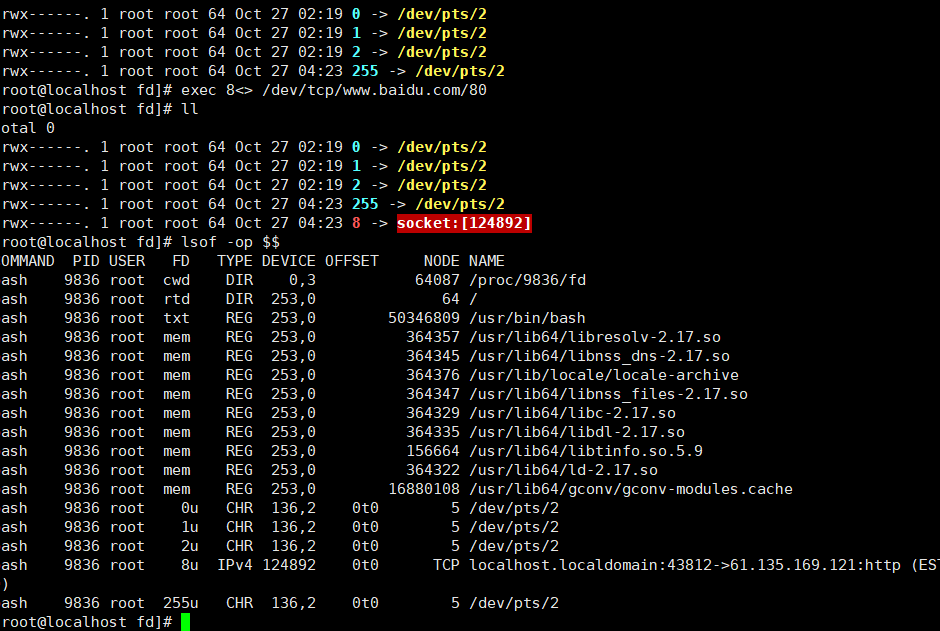 rwx------. 1 root root 64 Oct 27 02:19 0 -> /dev/pts/2
rwx------. 1 root root 64 Oct 27 02:19 1 -> /dev/pts/2
rwx------. 1 root root 64 Oct 27 02:19 2 -> /dev/pts/2
rwx------. 1 root root 64 Oct 27 04:23 255 -> /dev/pts/2
root@localhost fd]# exec 8<> /dev/tcp/www.baidu.com/80
root@localhost fd]# ll
otal 0
rwx------. 1 root root 64 Oct 27 02:19 0 -> /dev/pts/2
rwx------. 1 root root 64 Oct 27 02:19 1 -> /dev/pts/2
rwx------. 1 root root 64 Oct 27 02:19 2 -> /dev/pts/2
rwx------. 1 root root 64 Oct 27 04:23 255 -> /dev/pts/2
rwx------. 1 root root 64 Oct 27 04:23 8 -> socket:[124892]
root@localhost fd]# lsof -op $$
OMMAND  PID USER   FD   TYPE DEVICE OFFSET     NODE NAME
ash    9836 root  cwd    DIR    0,3           64087 /proc/9836/fd
ash    9836 root  rtd    DIR  253,0              64 /
ash    9836 root  txt    REG  253,0        50346809 /usr/bin/bash
ash    9836 root  mem    REG  253,0          364357 /usr/lib64/libresolv-2.17.so
ash    9836 root  mem    REG  253,0          364345 /usr/lib64/libnss_dns-2.17.so
ash    9836 root  mem    REG  253,0          364376 /usr/lib/locale/locale-archive
ash    9836 root  mem    REG  253,0          364347 /usr/lib64/libnss_files-2.17.so
ash    9836 root  mem    REG  253,0          364329 /usr/lib64/libc-2.17.so
ash    9836 root  mem    REG  253,0          364335 /usr/lib64/libdl-2.17.so
ash    9836 root  mem    REG  253,0          156664 /usr/lib64/libtinfo.so.5.9
ash    9836 root  mem    REG  253,0          364322 /usr/lib64/ld-2.17.so
ash    9836 root  mem    REG  253,0        16880108 /usr/lib64/gconv/gconv-modules.cache
ash    9836 root    0u   CHR  136,2    0t0        5 /dev/pts/2
ash    9836 root    1u   CHR  136,2    0t0        5 /dev/pts/2
ash    9836 root    2u   CHR  136,2    0t0        5 /dev/pts/2
ash    9836 root    8u  IPv4 124892    0t0      TCP localhost.localdomain:43812->61.135.169.121:http (EST
)
ash    9836 root  255u   CHR  136,2    0t0        5 /dev/pts/2
root@localhost fd]#